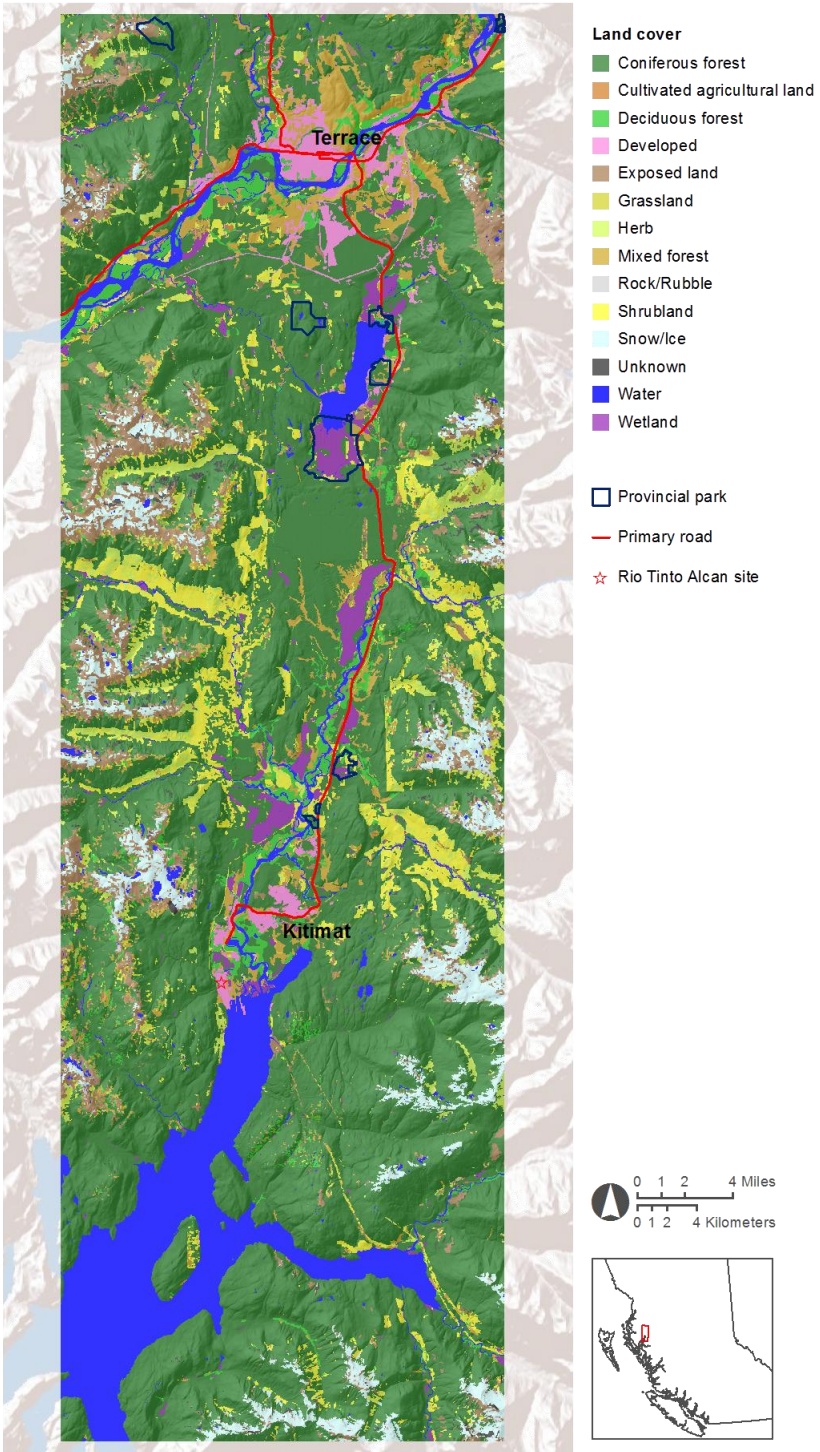 Terrace
Kitimat
Land cover
Coniferous forest
Cultivated agricultural land
Deciduous forest
Developed
Exposed land
Grassland
Herb
Mixed forest
Rock/Rubble
Shrubland
Snow/Ice
Unknown
Water
Wetland
Provincial park
Primary road
Rio Tinto Alcan site
0 1 2 4 Miles
0 1 2 4 Kilometers